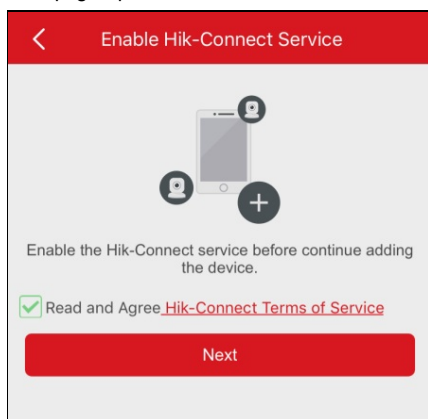 Enable Hik-Connect Service
Enable the Hik-Connect service before continue adding
the device.
Read and Agree Hik-Connect Terms of Service
Next